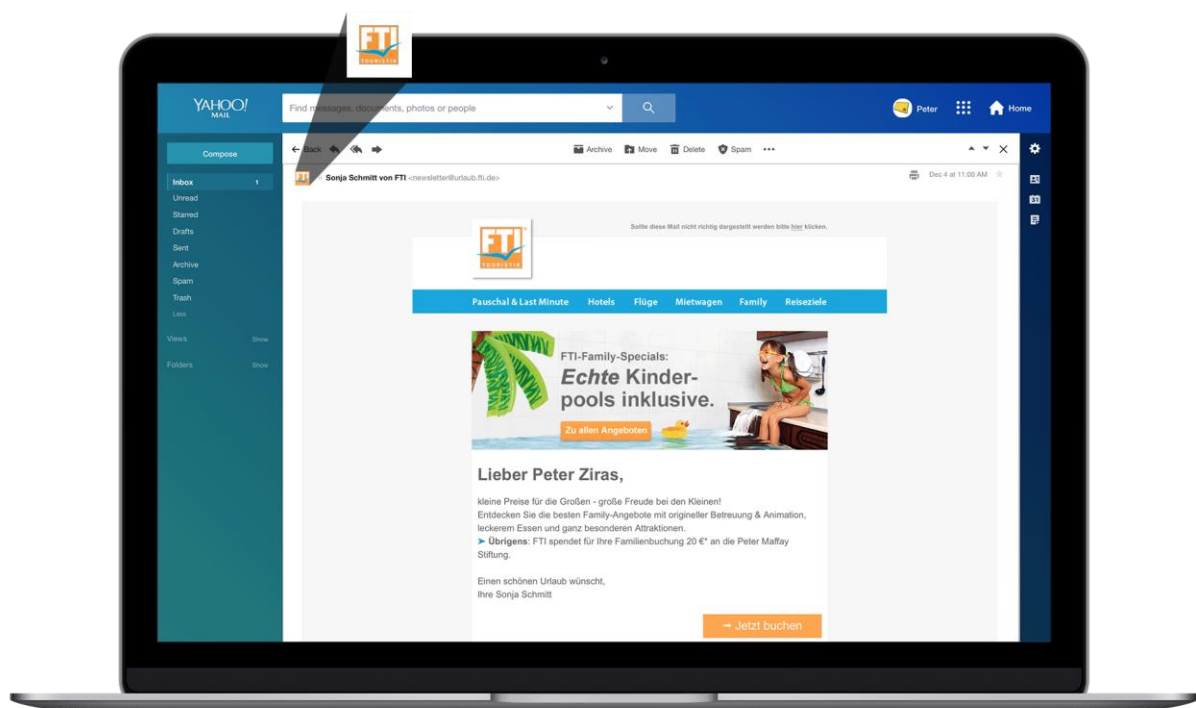 FTI
TOURISTIK
YAHOO!
MAIL
Find messages, documents, photos or people
Peter
Home
Compose
Back
Archive
Move
Delete
Spam
Inbox 1
Sonja Schmitt von FTI <newsletter@urlaub.fti.de>
Dec 4 at 11:00 AM
Unread
Starred
Drafts
Sent
Archive
Spam
Trash
Less
Views Show
Folders Show
31
FTI
TOURISTIK
Sollte diese Mail nicht richtig dargestellt werden bitte hier klicken.
Pauschal & Last Minute Hotels Flüge Mietwagen Family Reiseziele
FTI-Family-Specials:
Echte Kinder-
pools inklusive.
Zu allen Angeboten
Lieber Peter Ziras,
kleine Preise für die Großen - große Freude bei den Kleinen!
Entdecken Sie die besten Family-Angebote mit origineller Betreuung & Animation,
leckerem Essen und ganz besonderen Attraktionen.
➤ Übrigens: FTI spendet für Ihre Familienbuchung 20 €* an die Peter Maffay
Stiftung.
Einen schönen Urlaub wünscht,
Ihre Sonja Schmitt
→ Jetzt buchen